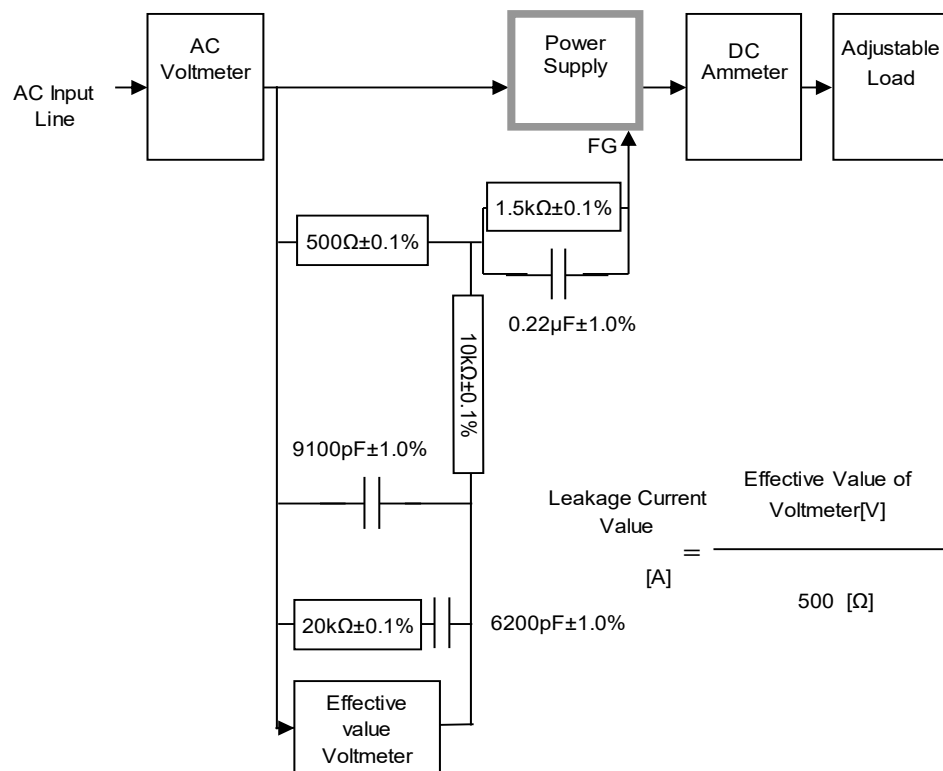 AC Input
Line
AC
Voltmeter
Power
Supply
DC
Ammeter
Adjustable
Load
FG
1.5kΩ±0.1%
500Ω±0.1%
0.22µF±1.0%
10kΩ±0.1%
9100pF±1.0%
20kΩ±0.1%
6200pF±1.0%
Effective
value
Voltmeter
Leakage Current
Value
[A]
=
Effective Value of
Voltmeter[V]
500 [Ω]